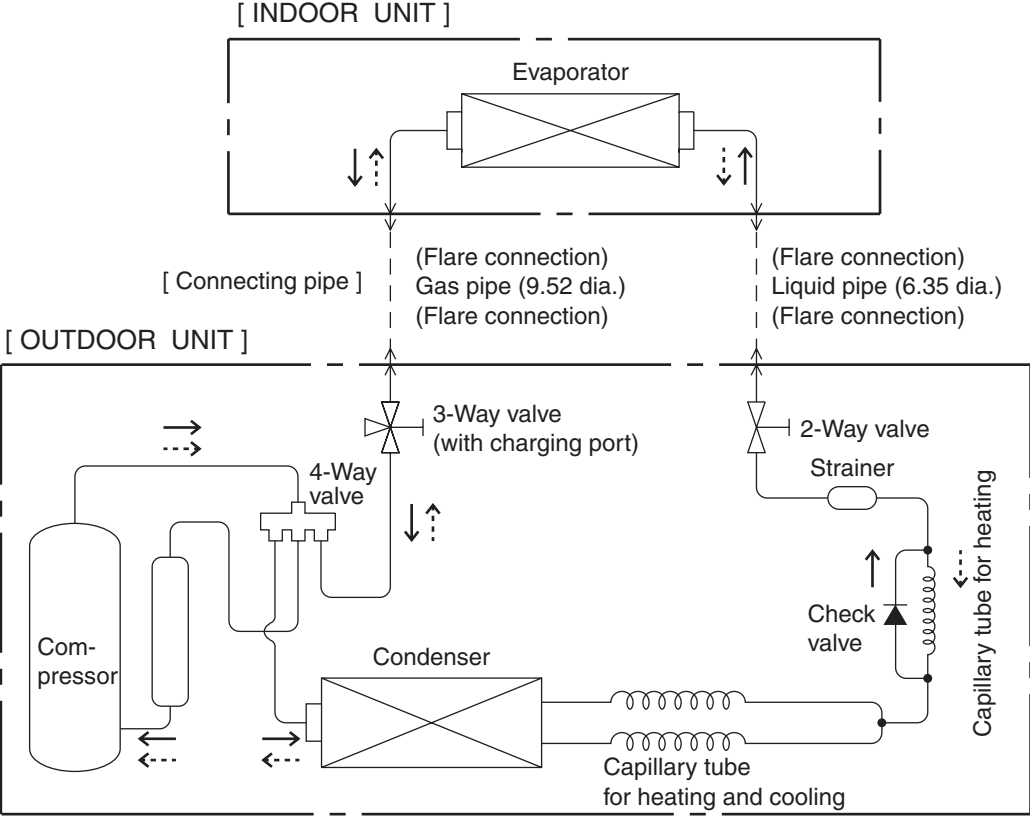 [ INDOOR UNIT ]
Evaporator
(Flare connection)
Gas pipe (9.52 dia.)
(Flare connection)
(Flare connection)
Liquid pipe (6.35 dia.)
(Flare connection)
[ Connecting pipe ]
[ OUTDOOR UNIT ]
3-Way valve
(with charging port)
2-Way valve
4-Way
valve
Strainer
Capillary tube for heating
Check
valve
Com-
pressor
Condenser
Capillary tube
for heating and cooling